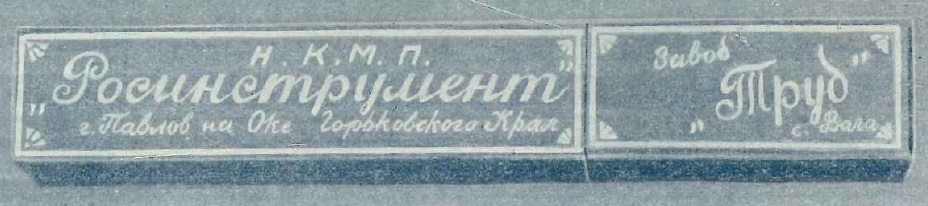 Н. К. М. П.
„Росинструмент"
г. Павлов на Оке Горьковского Края
Завод
„Труд"
с. Вача